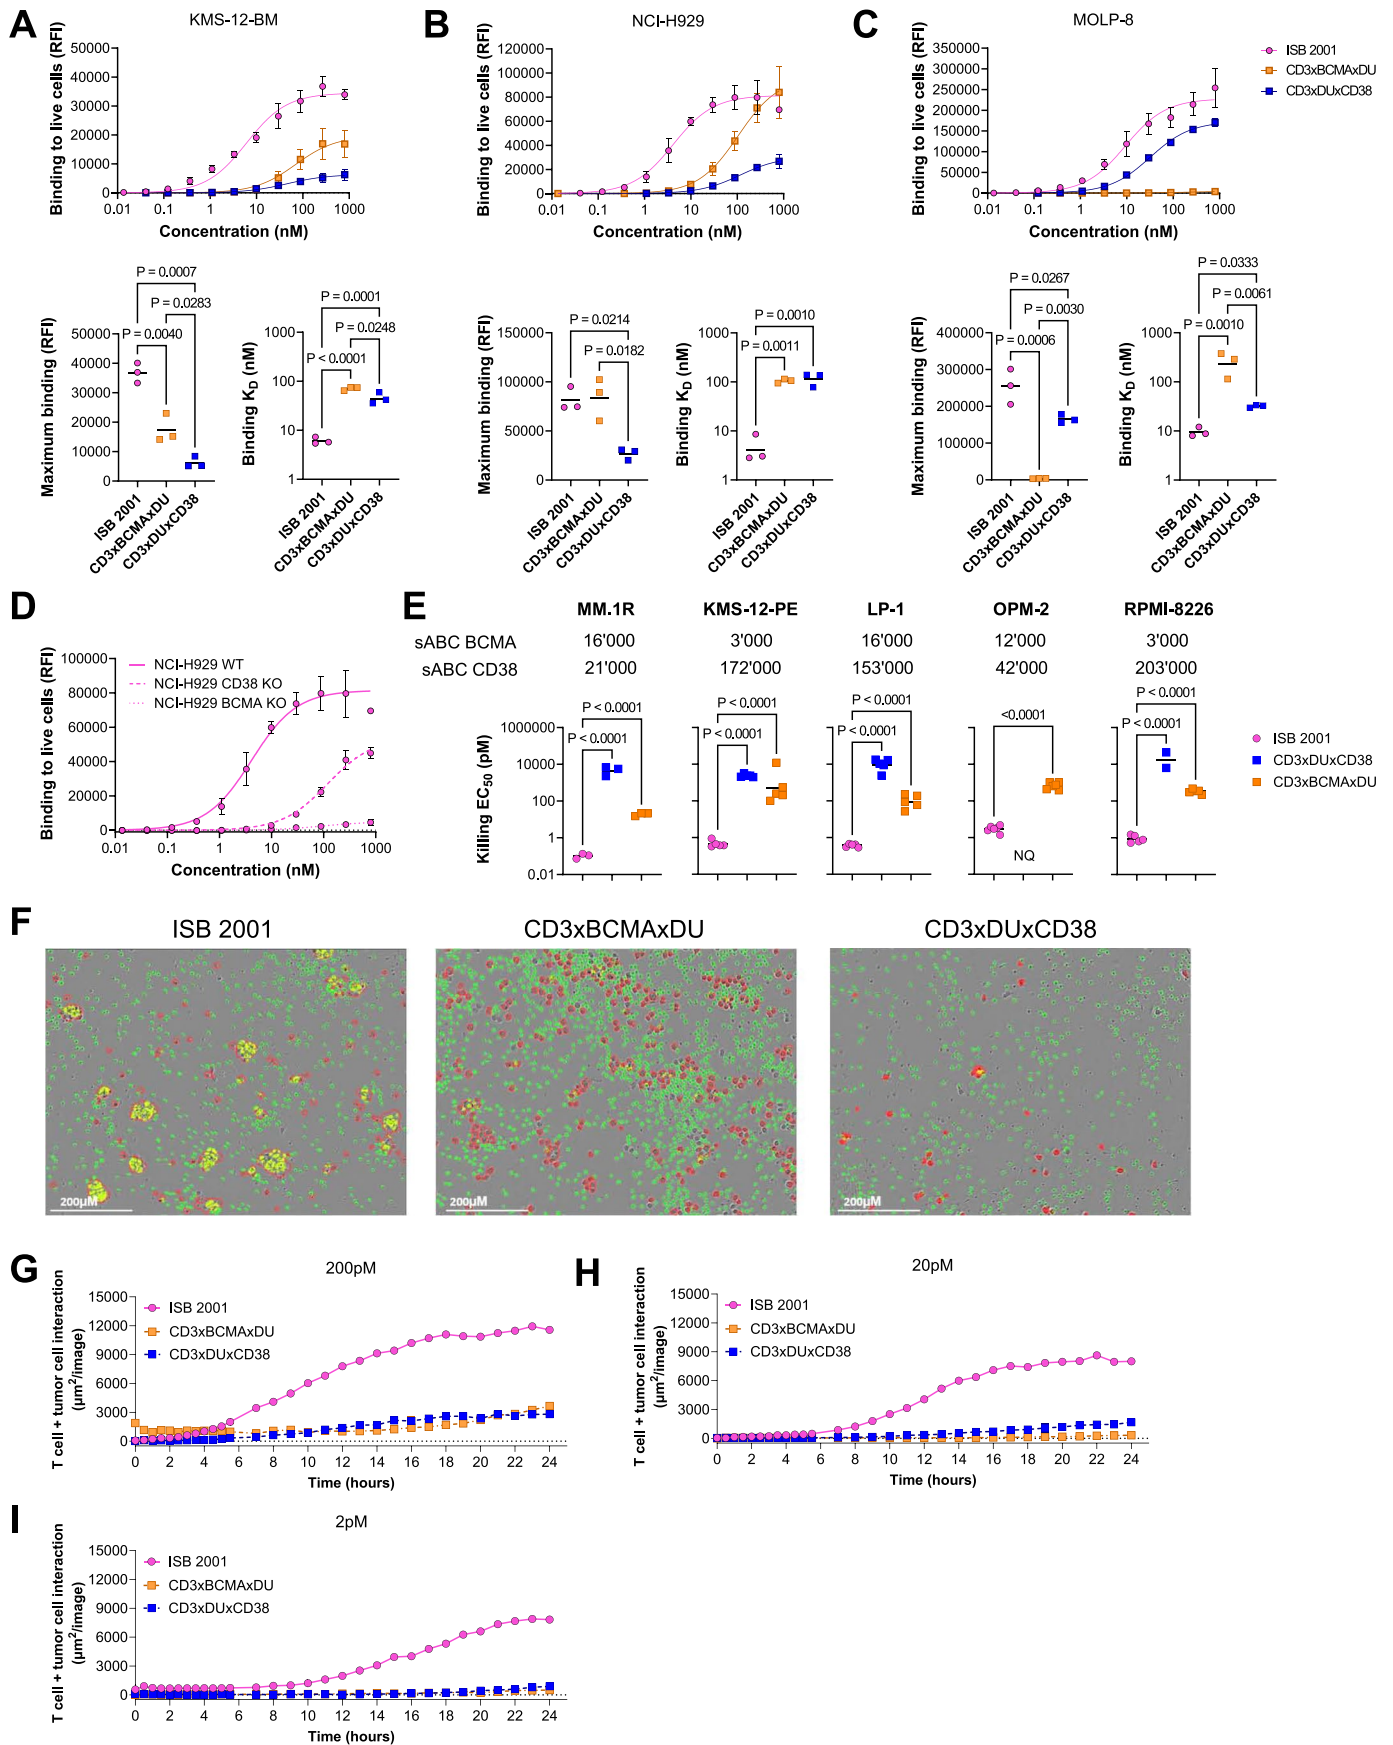 A
KMS-12-BM
Binding to live cells (RFI)
50000
40000
30000
20000
10000
0
0.01 0.1 1 10 100 1000
Concentration (nM)
B
NCI-H929
Binding to live cells (RFI)
120000
100000
80000
60000
40000
20000
0
0.01 0.1 1 10 100 1000
Concentration (nM)
C
MOLP-8
Binding to live cells (RFI)
350000
300000
250000
200000
150000
100000
50000
0
0.01 0.1 1 10 100 1000
Concentration (nM)
ISB 2001
CD3xBCMAxDU
CD3xDUxCD38
P = 0.0007
P = 0.0283
P = 0.0040
Maximum binding (RFI)
50000
40000
30000
20000
10000
0
ISB 2001
CD3xBCMAxDU
CD3xDUxCD38
P = 0.0001
P = 0.0248
P < 0.0001
Binding KD (nM)
1000
100
10
1
ISB 2001
CD3xBCMAxDU
CD3xDUxCD38
P = 0.0214
P = 0.0182
Maximum binding (RFI)
150000
100000
50000
0
ISB 2001
CD3xBCMAxDU
CD3xDUxCD38
P = 0.0010
P = 0.0011
Binding KD (nM)
1000
100
10
1
ISB 2001
CD3xBCMAxDU
CD3xDUxCD38
P = 0.0267
P = 0.0030
P = 0.0006
Maximum binding (RFI)
400000
300000
200000
100000
0
ISB 2001
CD3xBCMAxDU
CD3xDUxCD38
P = 0.0333
P = 0.0061
P = 0.0010
Binding KD (nM)
1000
100
10
1
ISB 2001
CD3xBCMAxDU
CD3xDUxCD38
D
Binding to live cells (RFI)
100000
80000
60000
40000
20000
0
NCI-H929 WT
NCI-H929 CD38 KO
NCI-H929 BCMA KO
0.01 0.1 1 10 100 1000
Concentration (nM)
E
MM.1R KMS-12-PE LP-1 OPM-2 RPMI-8226
sABC BCMA 16'000 3'000 16'000 12'000 3'000
sABC CD38 21'000 172'000 153'000 42'000 203'000
Killing EC50 (pM)
1000000
10000
100
1
0.01
P < 0.0001
P < 0.0001
P < 0.0001
P < 0.0001
P < 0.0001
P < 0.0001
<0.0001
NQ
P < 0.0001
P < 0.0001
ISB 2001
CD3xDUxCD38
CD3xBCMAxDU
F
ISB 2001
CD3xBCMAxDU
CD3xDUxCD38
200µM
200µM
200µM
G
200pM
T cell + tumor cell interaction
(µm²/image)
15000
12000
9000
6000
3000
0
ISB 2001
CD3xBCMAxDU
CD3xDUxCD38
0 2 4 6 8 10 12 14 16 18 20 22 24
Time (hours)
H
20pM
T cell + tumor cell interaction
(µm²/image)
15000
12000
9000
6000
3000
0
ISB 2001
CD3xBCMAxDU
CD3xDUxCD38
0 2 4 6 8 10 12 14 16 18 20 22 24
Time (hours)
I
2pM
T cell + tumor cell interaction
(µm²/image)
15000
12000
9000
6000
3000
0
ISB 2001
CD3xBCMAxDU
CD3xDUxCD38
0 2 4 6 8 10 12 14 16 18 20 22 24
Time (hours)